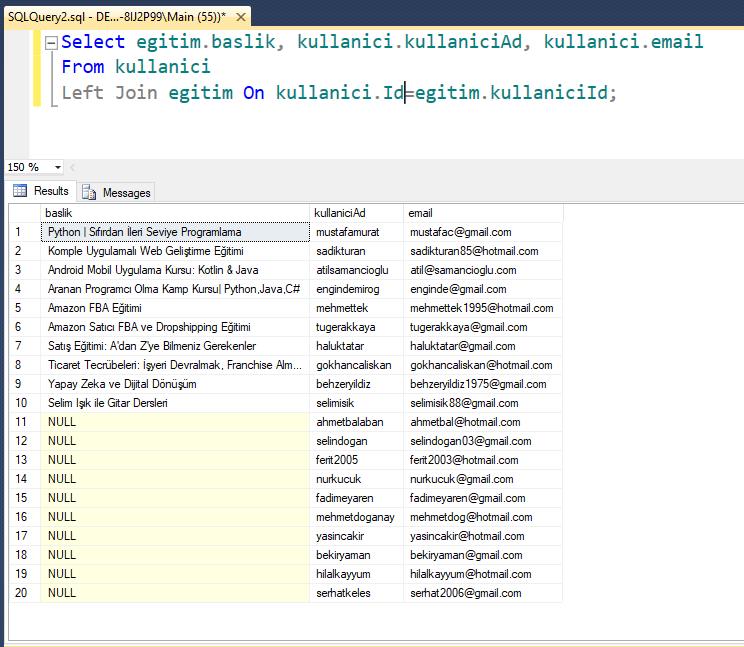 SQLQuery2.sql - DE...-8IJ2P99\Main (55))* ✕
Select egitim.baslik, kullanici.kullaniciAd, kullanici.email
From kullanici
Left Join egitim On kullanici.Id=egitim.kullaniciId;
150 %
Results Messages
baslik kullaniciAd email
1 Python | Sıfırdan İleri Seviye Programlama mustafamurat mustafac@gmail.com
2 Komple Uygulamalı Web Geliştirme Eğitimi sadikturan sadikturan85@hotmail.com
3 Android Mobil Uygulama Kursu: Kotlin & Java atilsamancioglu atil@samancioglu.com
4 Aranan Programcı Olma Kamp Kursu| Python,Java,C# engindemirog enginde@gmail.com
5 Amazon FBA Eğitimi mehmettek mehmettek1995@hotmail.com
6 Amazon Satıcı FBA ve Dropshipping Eğitimi tugerakkaya tugerakkaya@gmail.com
7 Satış Eğitimi: A'dan Z'ye Bilmeniz Gerekenler haluktatar haluktatar@gmail.com
8 Ticaret Tecrübeleri: İşyeri Devralmak, Franchise Alm... gokhancaliskan gokhancaliskan@hotmail.com
9 Yapay Zeka ve Dijital Dönüşüm behzeryildiz behzeryildiz1975@gmail.com
10 Selim Işık ile Gitar Dersleri selimisik selimisik88@gmail.com
11 NULL ahmetbalaban ahmetbal@hotmail.com
12 NULL selindogan selindogan03@gmail.com
13 NULL ferit2005 ferit2003@hotmail.com
14 NULL nurkucuk nurkucuk@gmail.com
15 NULL fadimeyaren fadimeyaren@gmail.com
16 NULL mehmetdoganay mehmetdog@hotmail.com
17 NULL yasincakir yasincakir@hotmail.com
18 NULL bekiryaman bekiryaman@gmail.com
19 NULL hilalkayyum hilalkayyum@hotmail.com
20 NULL serhatkeles serhat2006@gmail.com